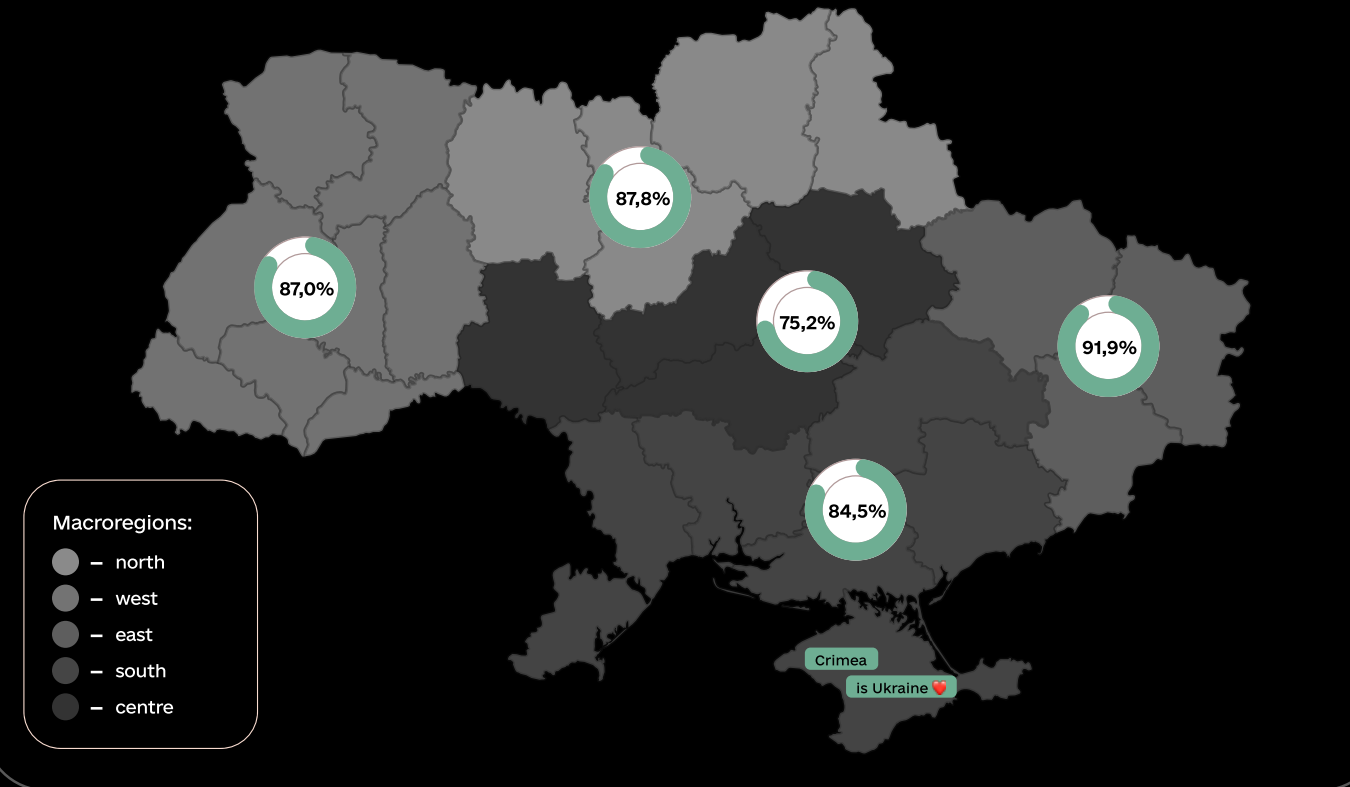 87,8%
87,0%
75,2%
91,9%
84,5%
Macroregions:
– north
– west
– east
– south
– centre
Crimea
is Ukraine ❤️